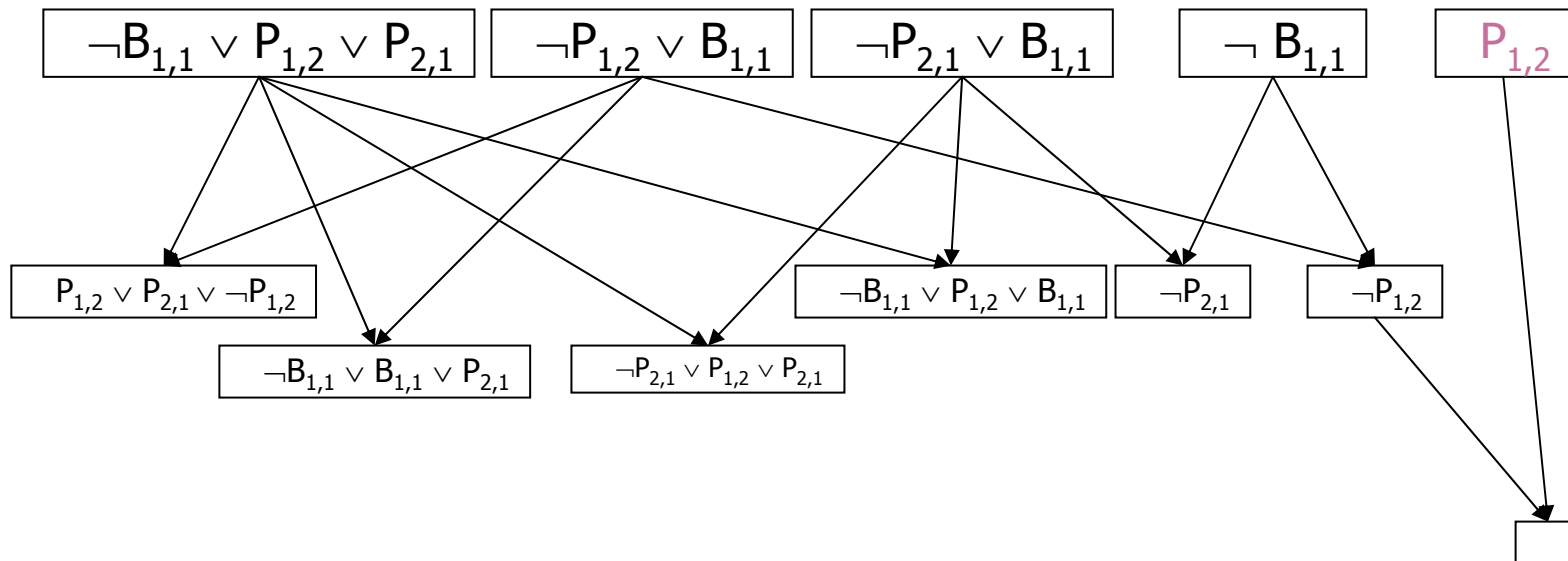 ¬B1,1 ∨ P1,2 ∨ P2,1
¬P1,2 ∨ B1,1
¬P2,1 ∨ B1,1
¬ B1,1
P1,2
P1,2 ∨ P2,1 ∨ ¬P1,2
¬B1,1 ∨ P1,2 ∨ B1,1
¬P2,1
¬P1,2
¬B1,1 ∨ B1,1 ∨ P2,1
¬P2,1 ∨ P1,2 ∨ P2,1